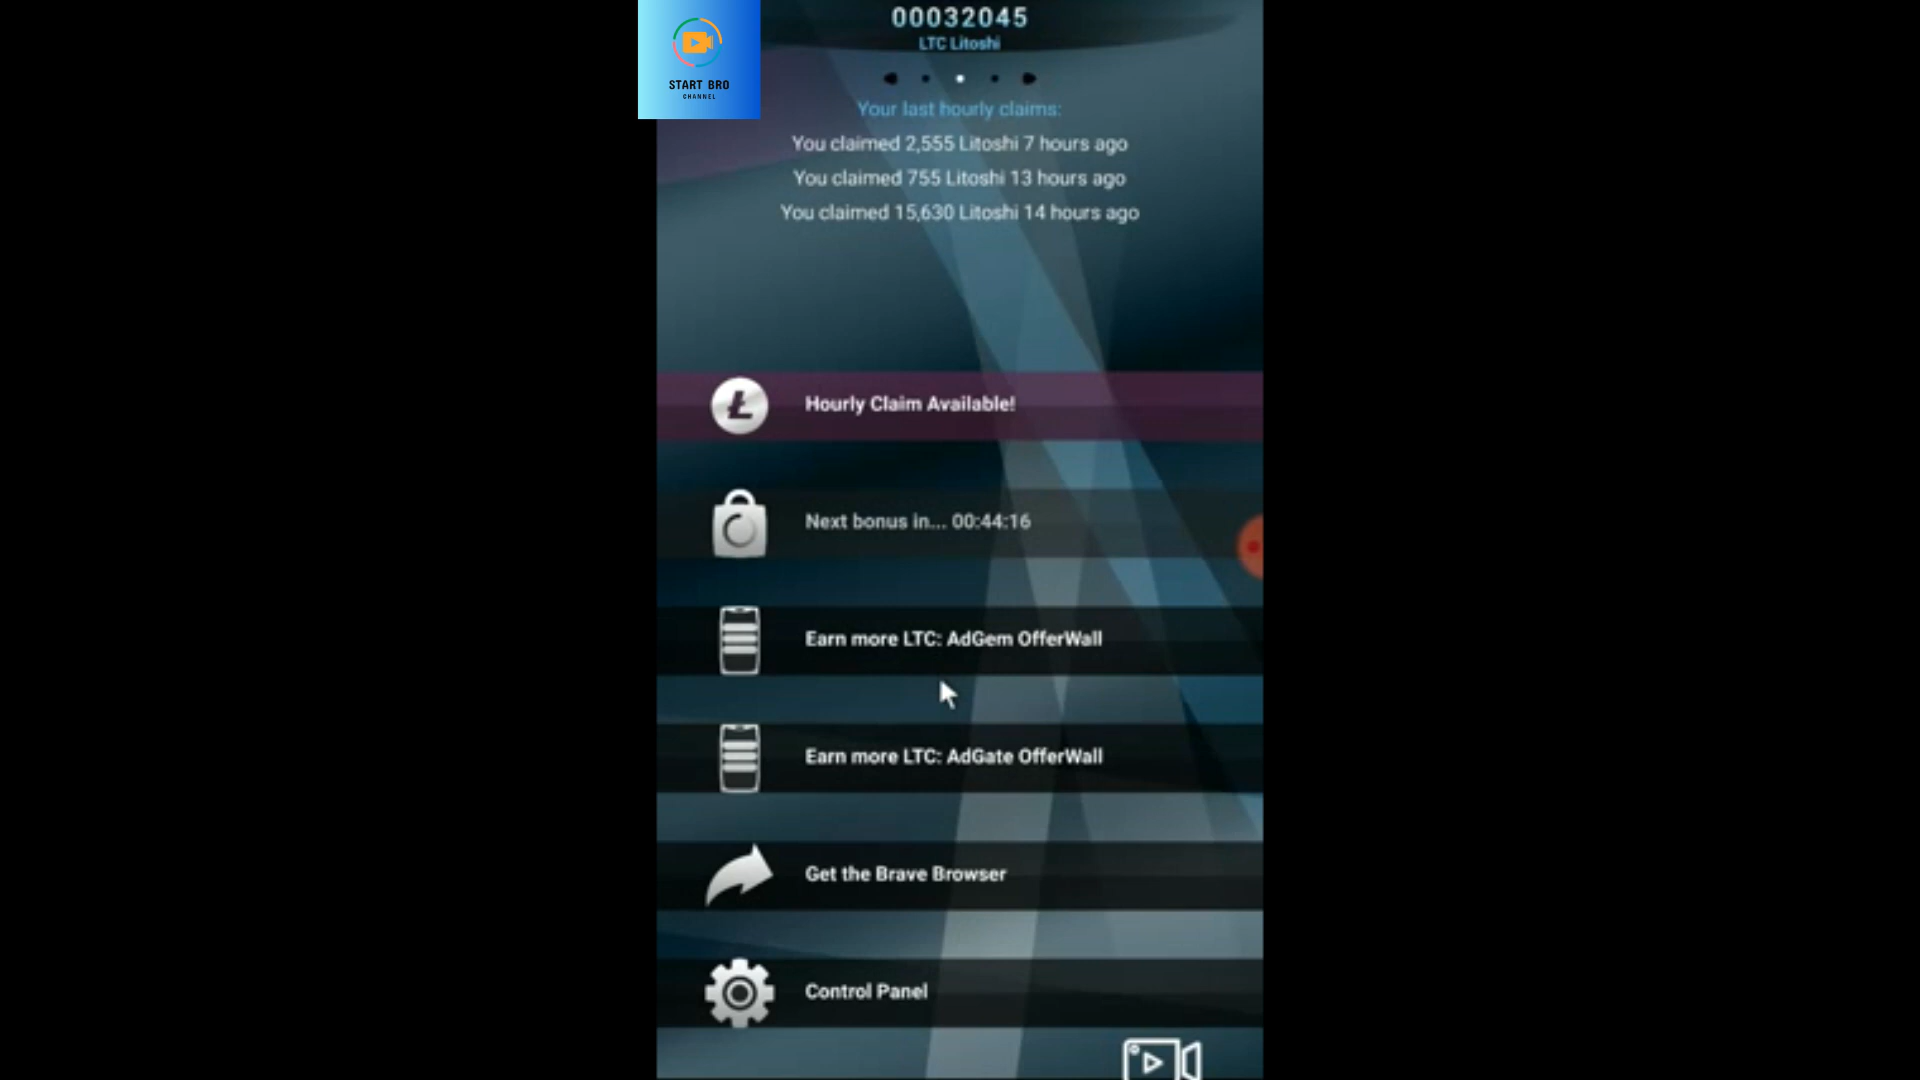 00032045
LTC Litoshi
START BRO
CHANNEL
Your last hourly claims:
You claimed 2,555 Litoshi 7 hours ago
You claimed 755 Litoshi 13 hours ago
You claimed 15,630 Litoshi 14 hours ago
Hourly Claim Available!
Next bonus in... 00:44:16
Earn more LTC: AdGem OfferWall
Earn more LTC: AdGate OfferWall
Get the Brave Browser
Control Panel